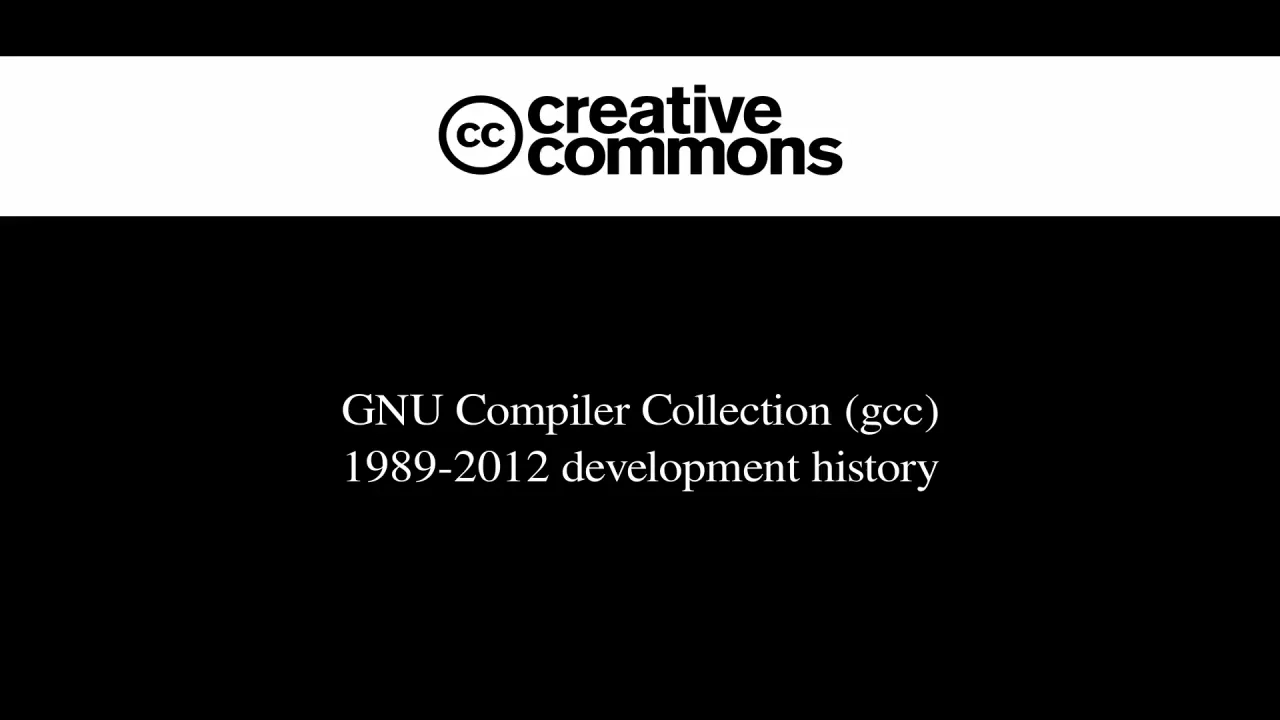 cc creative
commons
GNU Compiler Collection (gcc)
1989-2012 development history